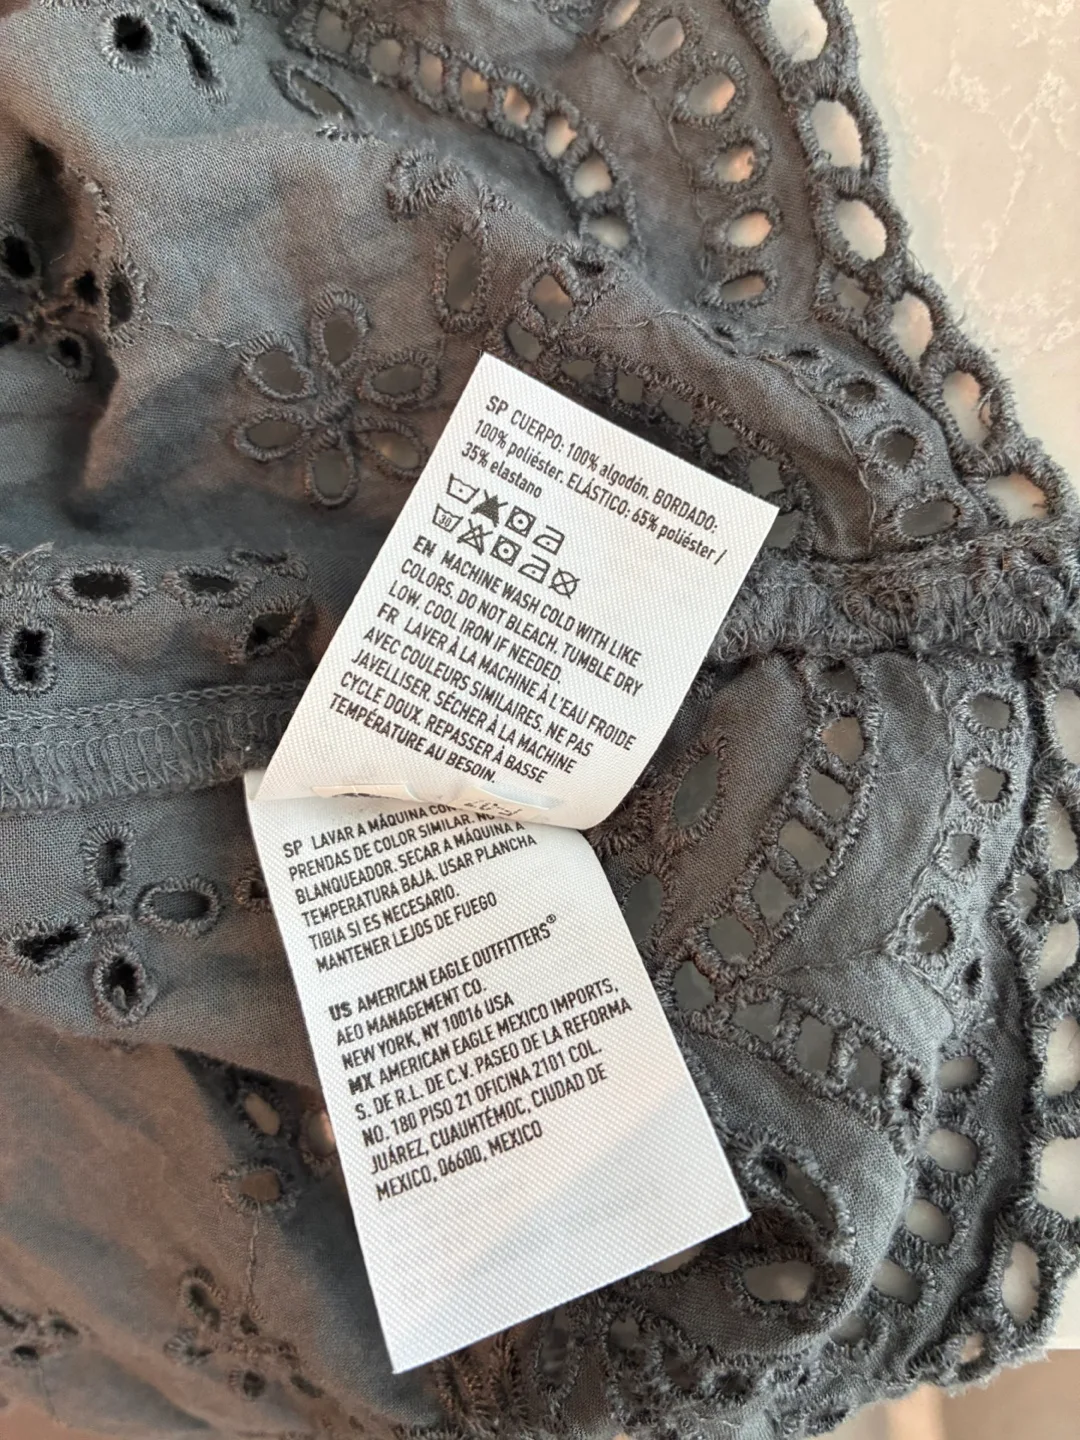 SP CUERPO: 100% algodón. BORDADO:
100% poliéster. ELÁSTICO: 65% poliéster /
35% elastano
30
EN MACHINE WASH COLD WITH LIKE
COLORS. DO NOT BLEACH. TUMBLE DRY
LOW. COOL IRON IF NEEDED.
FR LAVER À LA MACHINE À L'EAU FROIDE
AVEC COULEURS SIMILAIRES. NE PAS
JAVELLISER. SÉCHER À LA MACHINE
CYCLE DOUX. REPASSER À BASSE
TEMPÉRATURE AU BESOIN.
SP LAVAR A MÁQUINA CON
PRENDAS DE COLOR SIMILAR. NO
BLANQUEADOR. SECAR A MÁQUINA A
TEMPERATURA BAJA. USAR PLANCHA
TIBIA SI ES NECESARIO.
MANTENER LEJOS DE FUEGO
US AMERICAN EAGLE OUTFITTERS®
AEO MANAGEMENT CO.
NEW YORK, NY 10016 USA
MX AMERICAN EAGLE MEXICO IMPORTS,
S. DE R.L. DE C.V. PASEO DE LA REFORMA
NO. 180 PISO 21 OFICINA 2101 COL.
JUÁREZ, CUAUHTÉMOC, CIUDAD DE
MEXICO, 06600, MEXICO